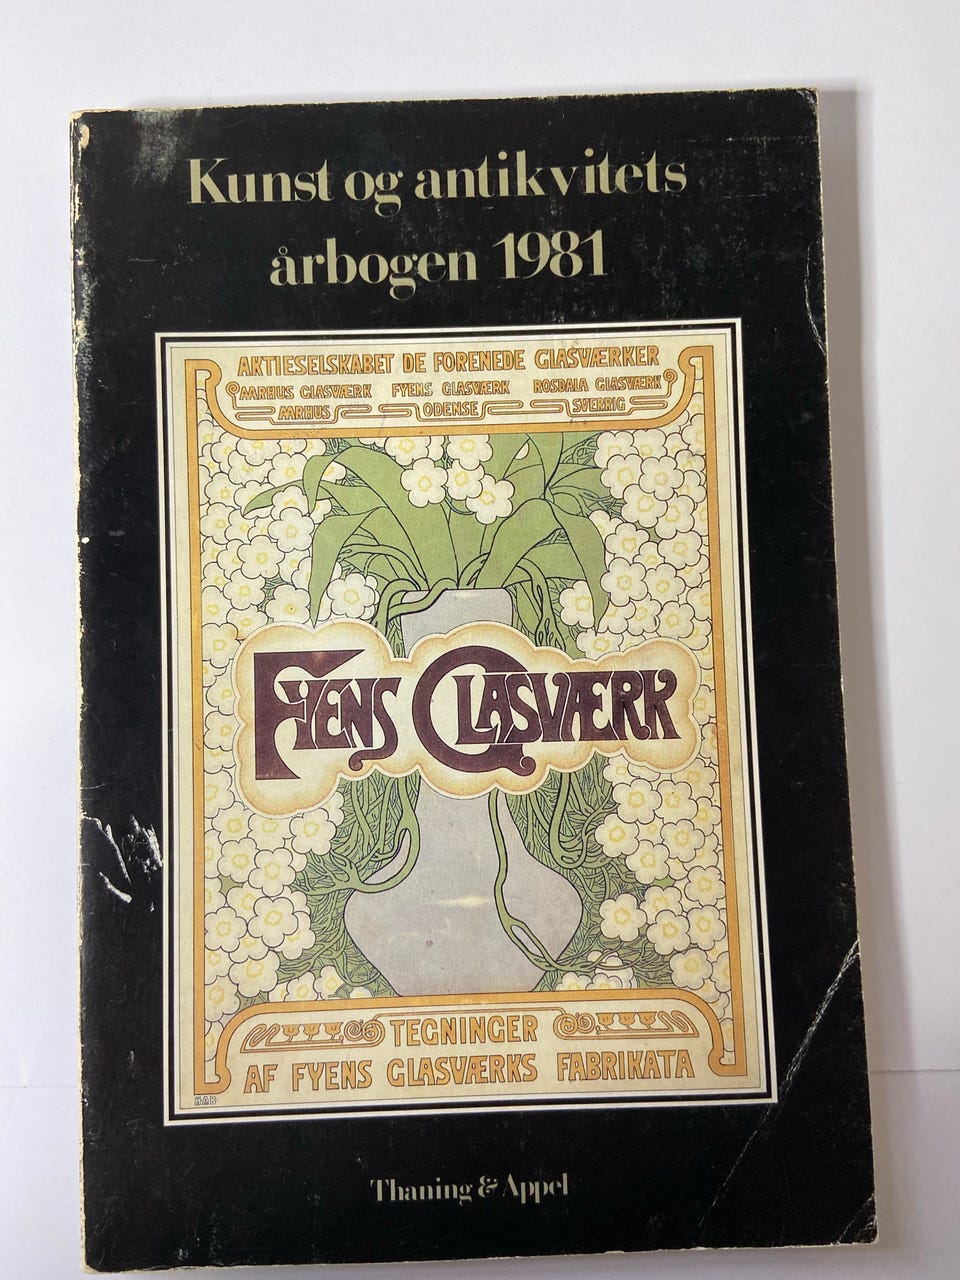 Kunst og antikvitets
årbogen 1981
AKTIESELSKABET DE FORENEDE GLASVÆRKER
AARHUS GLASVÆRK FYENS GLASVÆRK ROSDALA GLASVÆRK
AARHUS ODENSE SVERRIG
FYENS GLASVÆRK
TEGNINGER
AF FYENS GLASVÆRKS FABRIKATA
HAB
Thaning & Appel